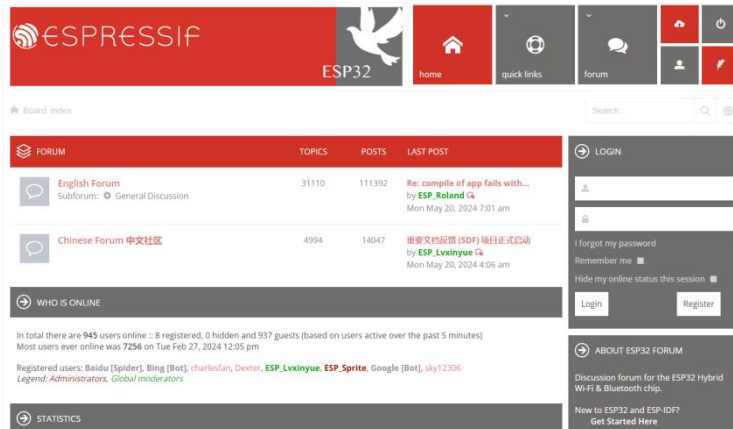 ESPRESSIF
ESP32
home
quick links
forum
Board index
Search...
FORUM TOPICS POSTS LAST POST
English Forum 31110 111392 Re: compile of app fails with...
Subforum: General Discussion by ESP_Roland
Mon May 20, 2024 7:01 am
Chinese Forum 中文社区 4994 14047 重要文档反馈 (SDF) 项目正式启动
by ESP_Lvxinyue
Mon May 20, 2024 4:06 am
WHO IS ONLINE
In total there are 945 users online :: 8 registered, 0 hidden and 937 guests (based on users active over the past 5 minutes)
Most users ever online was 7256 on Tue Feb 27, 2024 12:05 pm
Registered users: Baidu [Spider], Bing [Bot], charlesfan, Dexter, ESP_Lvxinyue, ESP_Sprite, Google [Bot], sky12306
Legend: Administrators, Global moderators
STATISTICS
LOGIN
I forgot my password
Remember me
Hide my online status this session
Login Register
ABOUT ESP32 FORUM
Discussion forum for the ESP32 Hybrid
Wi-Fi & Bluetooth chip.
New to ESP32 and ESP-IDF?
Get Started Here